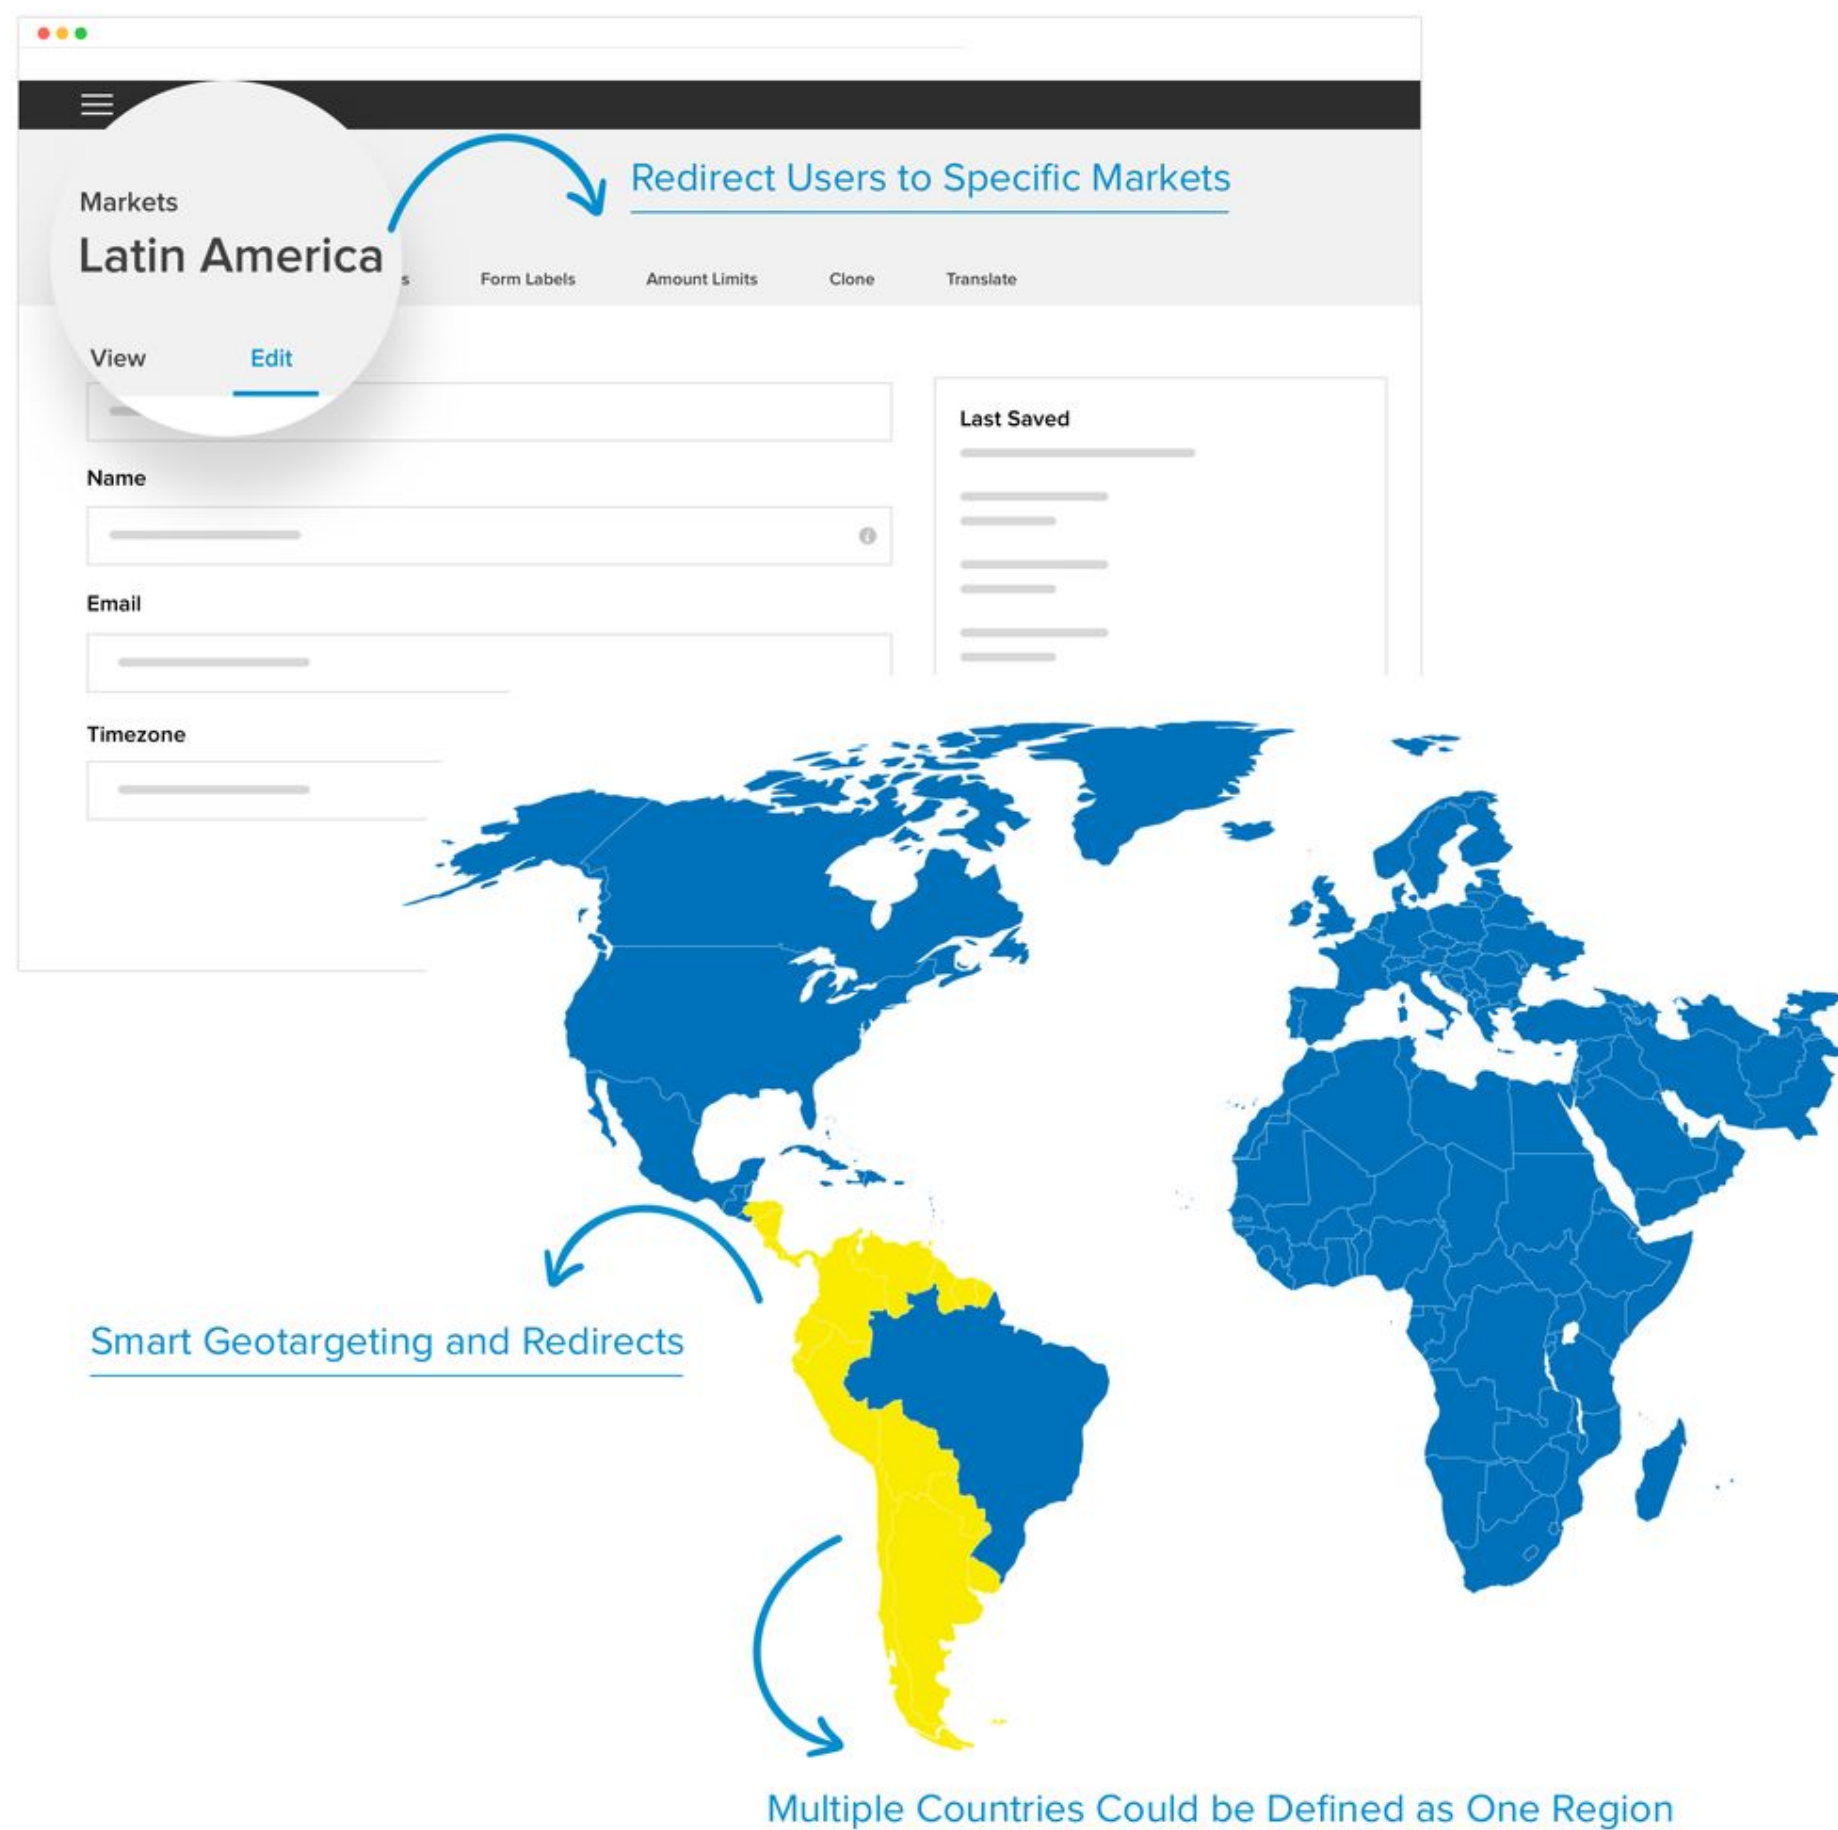 Redirect Users to Specific Markets
Markets
Latin America
Form Labels Amount Limits Clone Translate
View Edit
Last Saved
Name
Email
Timezone
Smart Geotargeting and Redirects
Multiple Countries Could be Defined as One Region